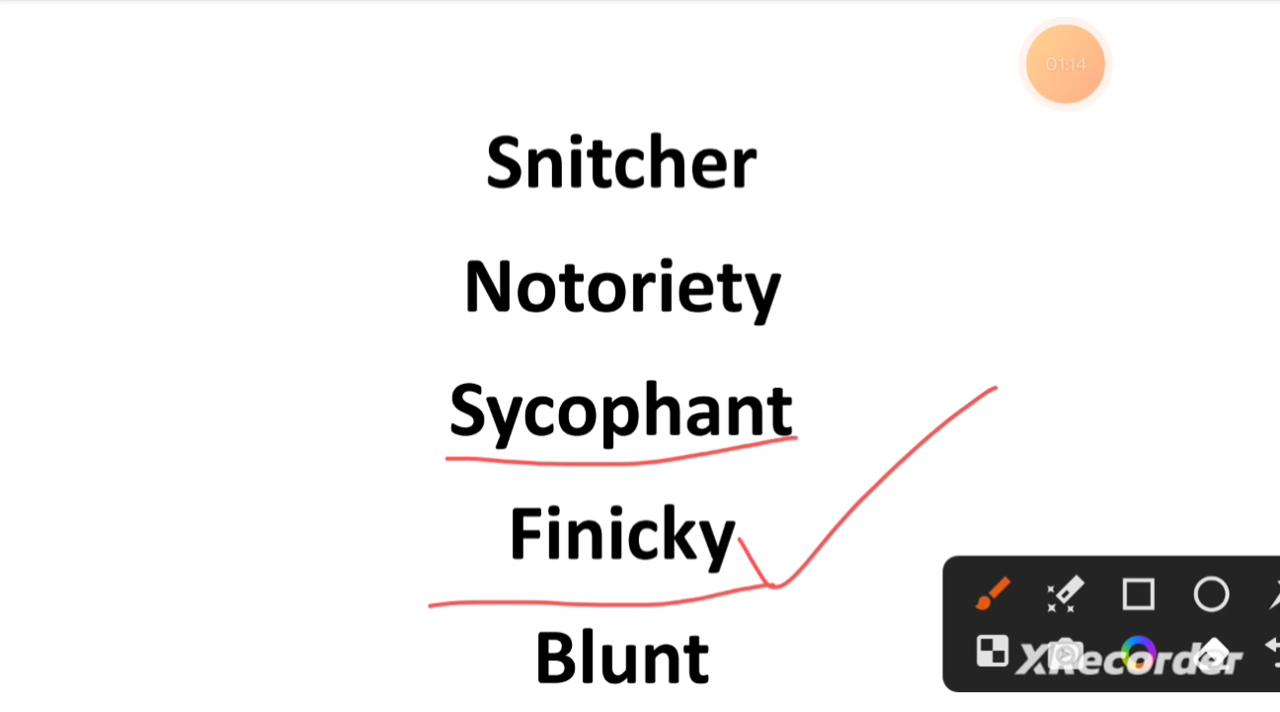 01:14
Snitcher
Notoriety
Sycophant
Finicky
Blunt
XRecorder